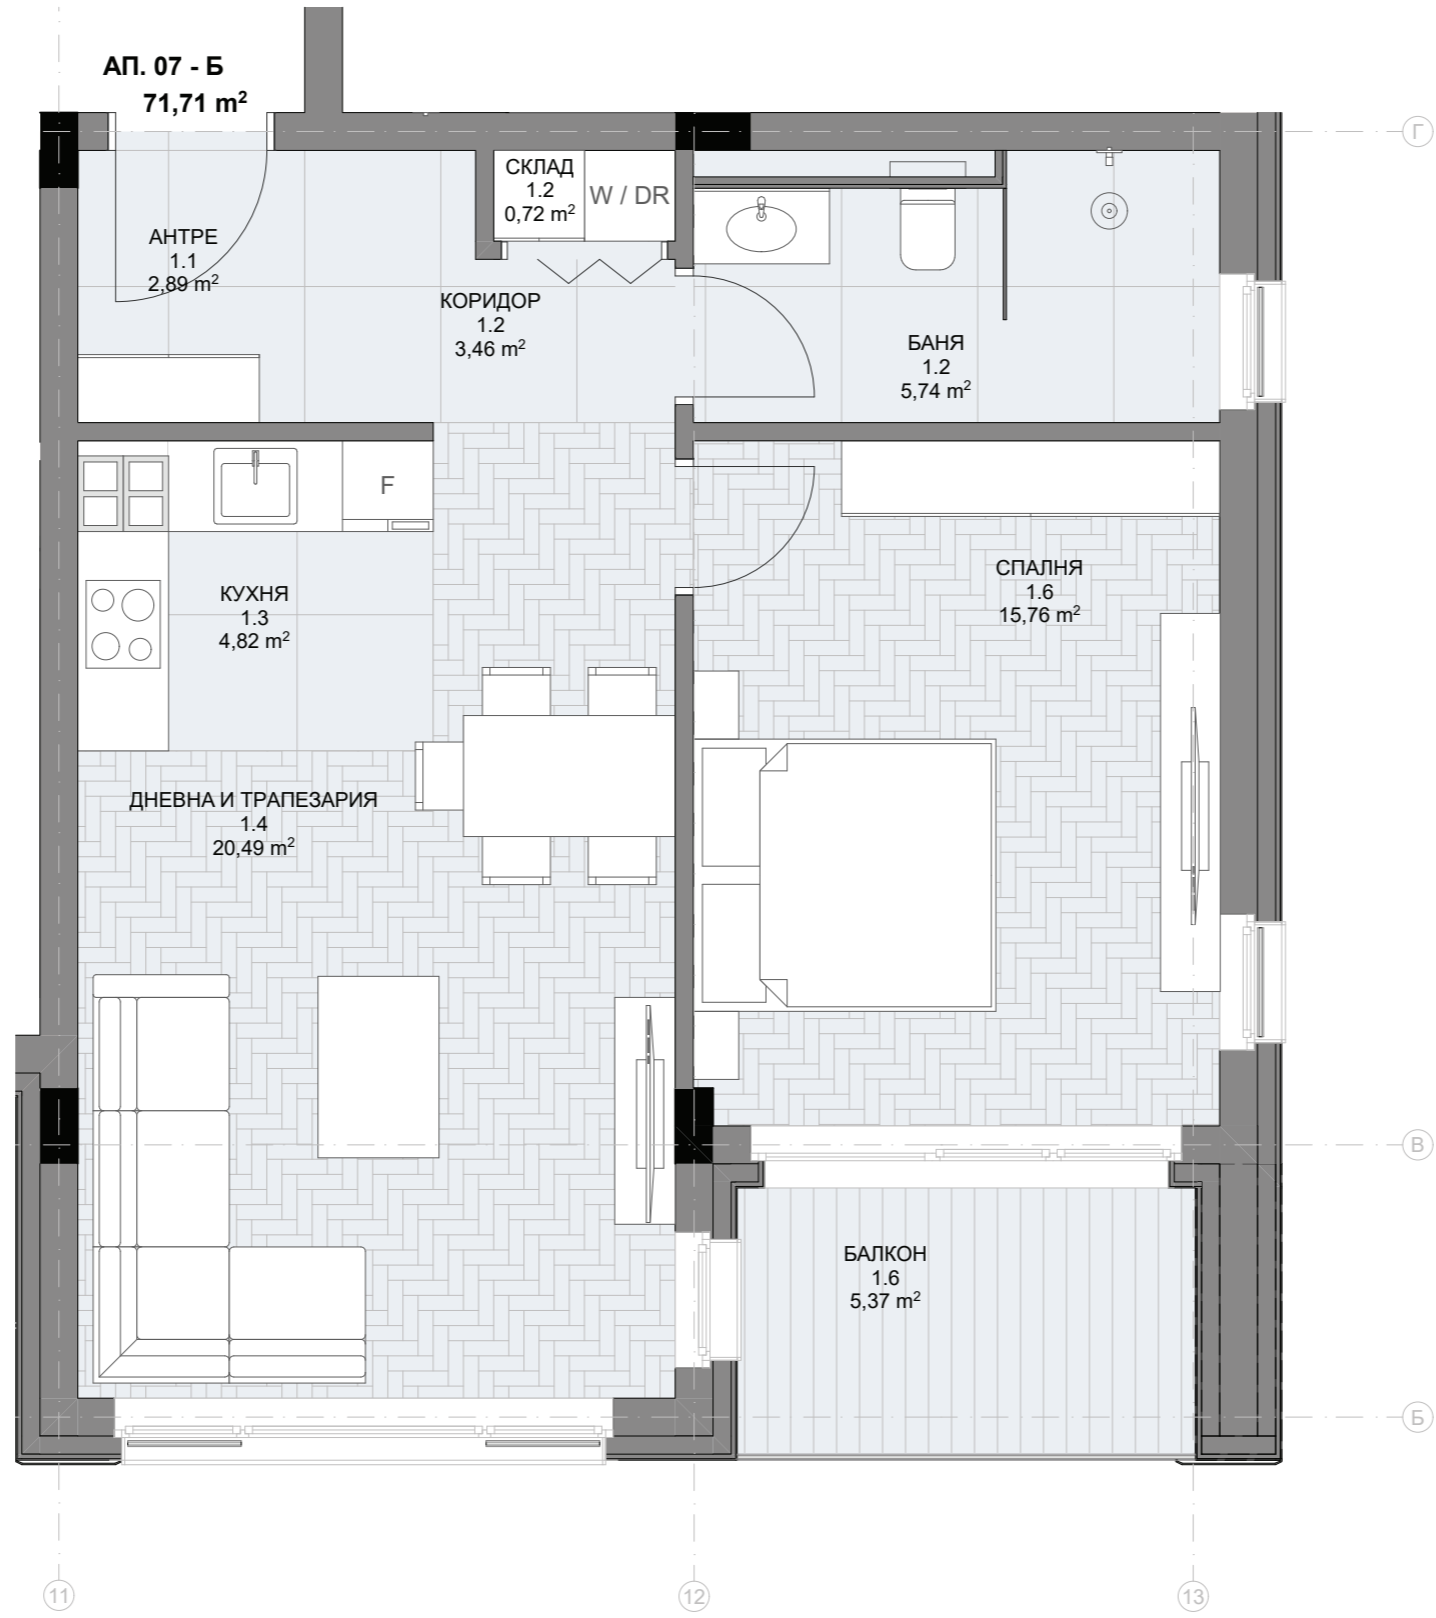 АП. 07 - Б
71,71 m²
Г
СКЛАД
1.2
0,72 m²
W / DR
АНТРЕ
1.1
2,89 m²
КОРИДОР
1.2
3,46 m²
БАНЯ
1.2
5,74 m²
F
КУХНЯ
1.3
4,82 m²
СПАЛНЯ
1.6
15,76 m²
ДНЕВНА И ТРАПЕЗАРИЯ
1.4
20,49 m²
В
БАЛКОН
1.6
5,37 m²
Б
11
12
13